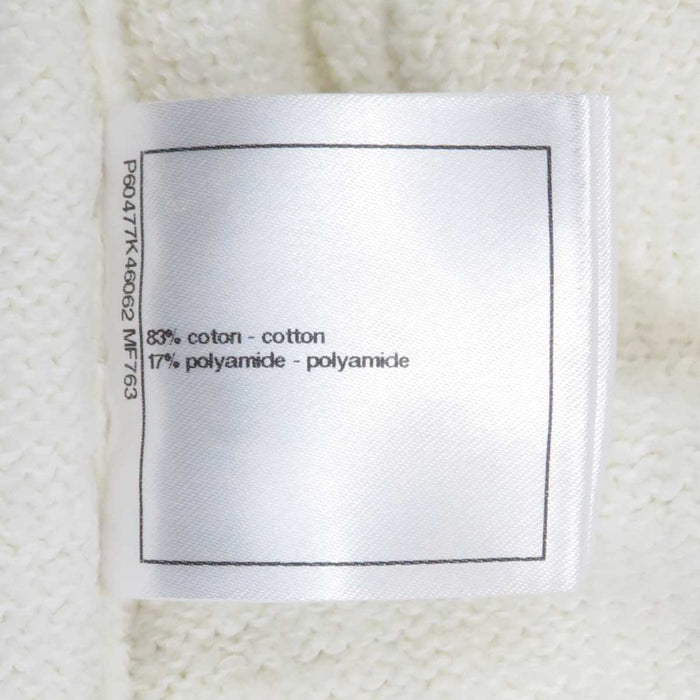 P60477K46062 MF763
83% coton - cotton
17% polyamide - polyamide